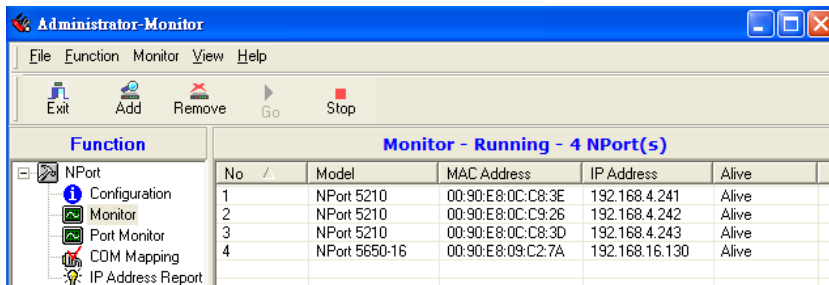 Administrator-Monitor
File Function Monitor View Help
Exit Add Remove Go Stop
Function
Monitor - Running - 4 NPort(s)
NPort
Configuration
Monitor
Port Monitor
COM Mapping
IP Address Report
No Model MAC Address IP Address Alive
1 NPort 5210 00:90:E8:0C:C8:3E 192.168.4.241 Alive
2 NPort 5210 00:90:E8:0C:C9:26 192.168.4.242 Alive
3 NPort 5210 00:90:E8:0C:C8:3D 192.168.4.243 Alive
4 NPort 5650-16 00:90:E8:09:C2:7A 192.168.16.130 Alive